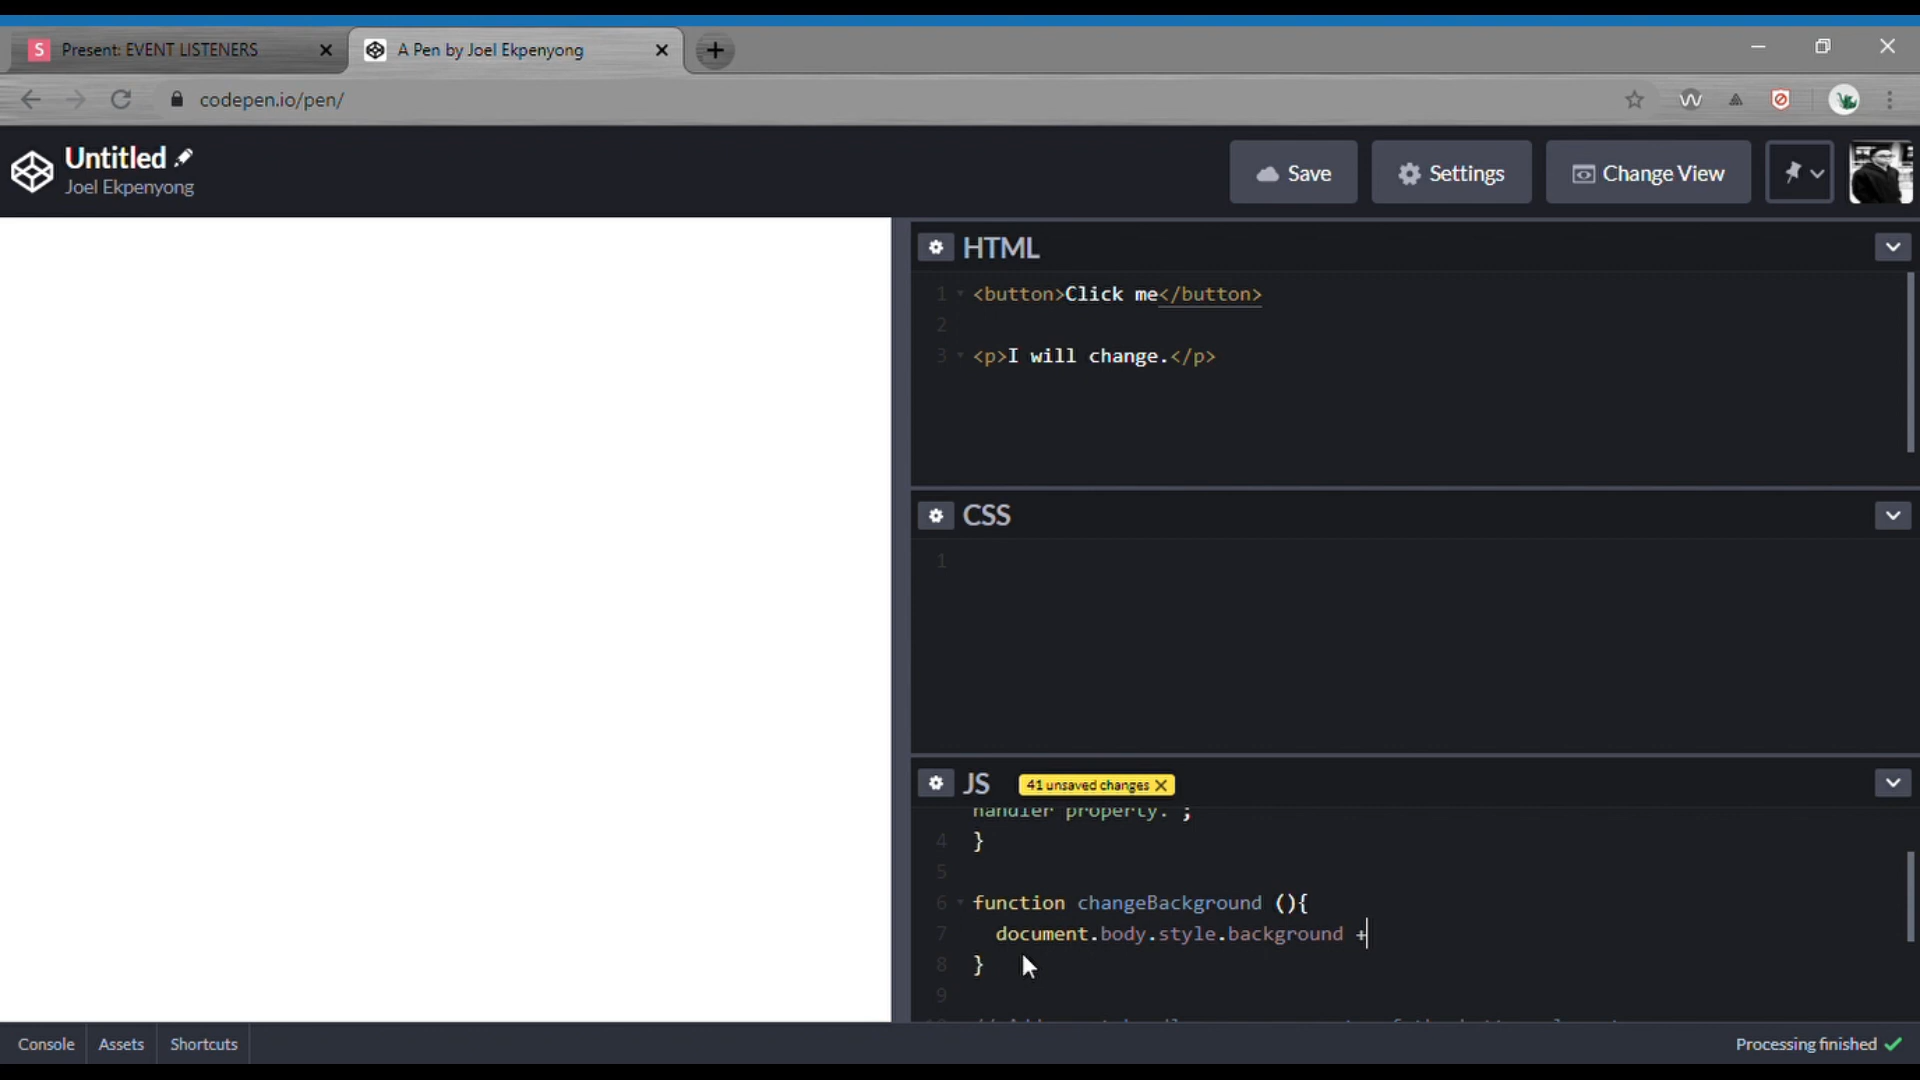 S Present: EVENT LISTENERS
A Pen by Joel Ekpenyong
codepen.io/pen/
Untitled
Joel Ekpenyong
Save
Settings
Change View
HTML
1 <button>Click me</button>
2
3 <p>I will change.</p>
CSS
1
JS 41 unsaved changes
handler property.';
4 }
5
6 function changeBackground (){
7 document.body.style.background +
8 }
9
Console Assets Shortcuts
Processing finished